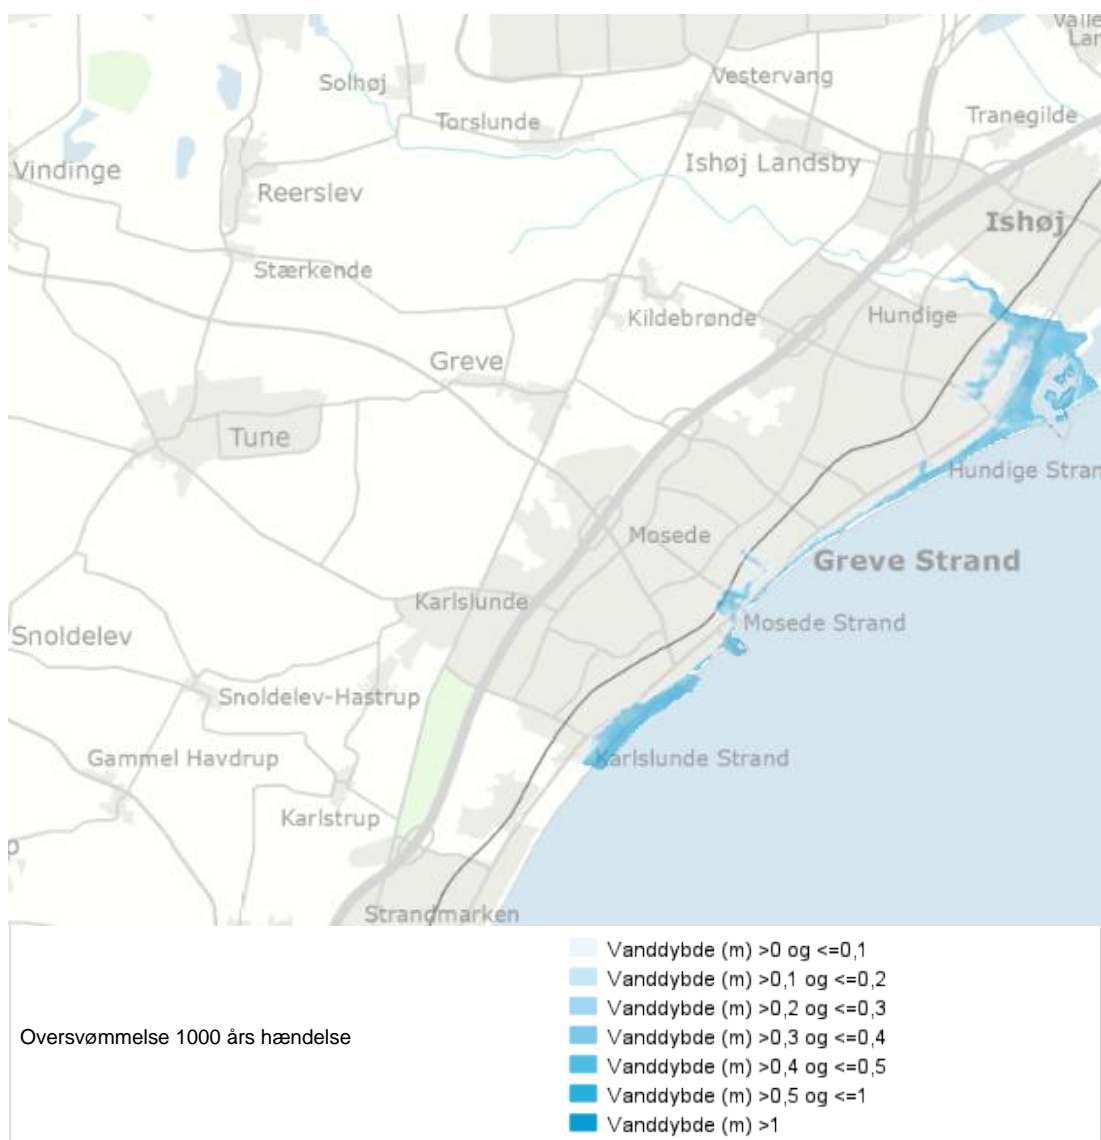 Valle
Lan
Solhøj
Vestervang
Torslunde
Tranegilde
Vindinge
Ishøj Landsby
Reerslev
Ishøj
Stærkende
Kildebrønde
Hundige
Greve
Tune
Hundige Stran
Mosede
Greve Strand
Karlslunde
Mosede Strand
Snoldelev
Snoldelev-Hastrup
Gammel Havdrup
Karlslunde Strand
Karlstrup
p
Strandmarken
Oversvømmelse 1000 års hændelse
Vanddybde (m) >0 og <=0,1
Vanddybde (m) >0,1 og <=0,2
Vanddybde (m) >0,2 og <=0,3
Vanddybde (m) >0,3 og <=0,4
Vanddybde (m) >0,4 og <=0,5
Vanddybde (m) >0,5 og <=1
Vanddybde (m) >1